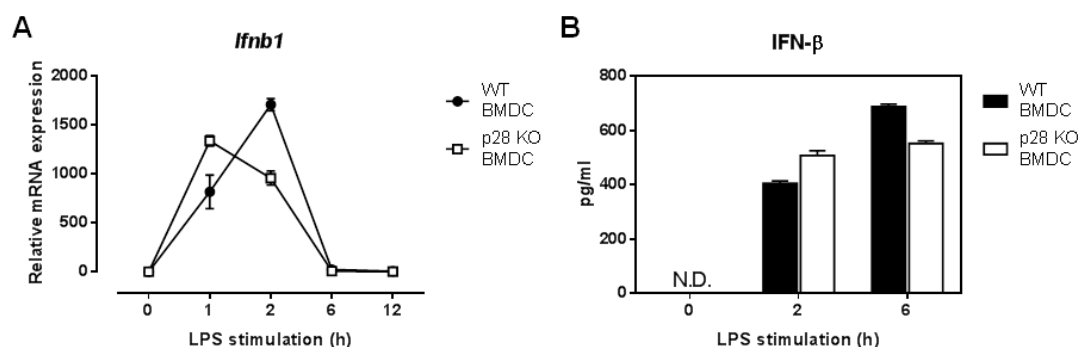 A
Ifnb1
Relative mRNA expression
2000
1500
1000
500
0
0 1 2 6 12
LPS stimulation (h)
WT
BMDC
p28 KO
BMDC
B
IFN-β
pg/ml
800
600
400
200
0
N.D.
0 2 6
LPS stimulation (h)
WT
BMDC
p28 KO
BMDC